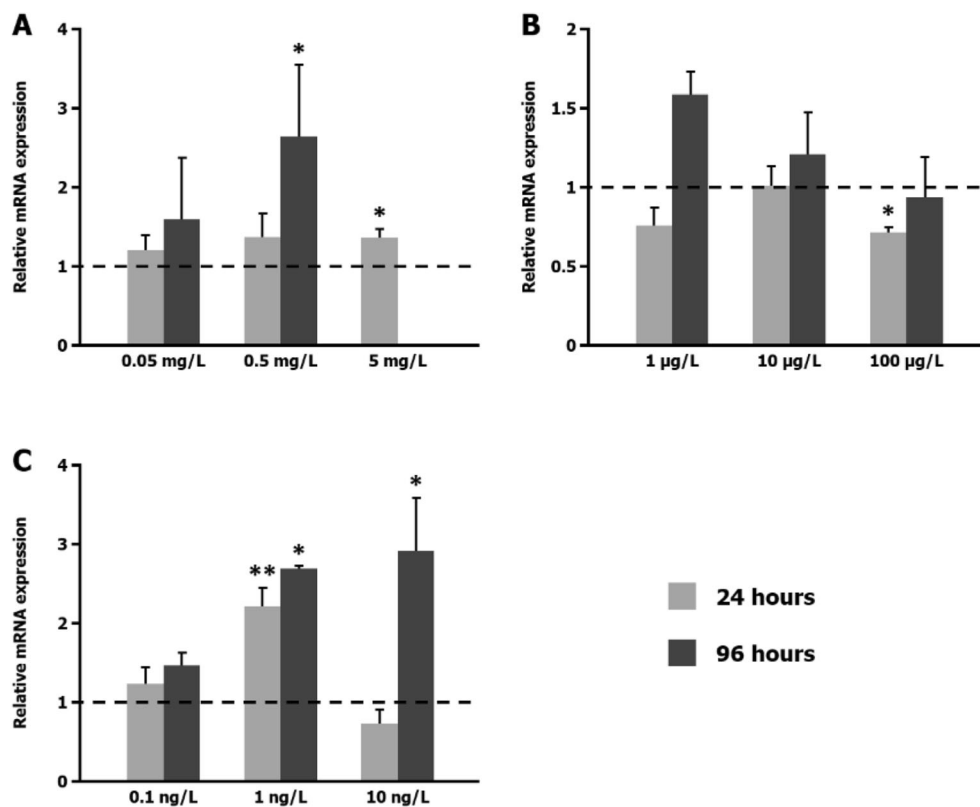 A
Relative mRNA expression
4
3
2
1
0
*
*
0.05 mg/L 0.5 mg/L 5 mg/L
B
Relative mRNA expression
2
1.5
1
0.5
0
*
1 µg/L 10 µg/L 100 µg/L
C
Relative mRNA expression
4
3
2
1
0
**
*
*
0.1 ng/L 1 ng/L 10 ng/L
24 hours
96 hours